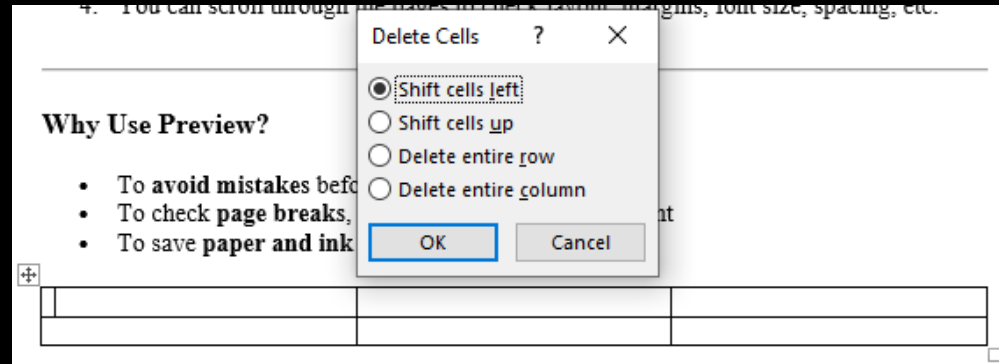 4. You can scroll through the pages to check layout, margins, font size, spacing, etc.
Delete Cells ? ×
Shift cells left
Shift cells up
Delete entire row
Delete entire column
OK Cancel
Why Use Preview?
• To avoid mistakes befo
• To check page breaks, nt
• To save paper and ink